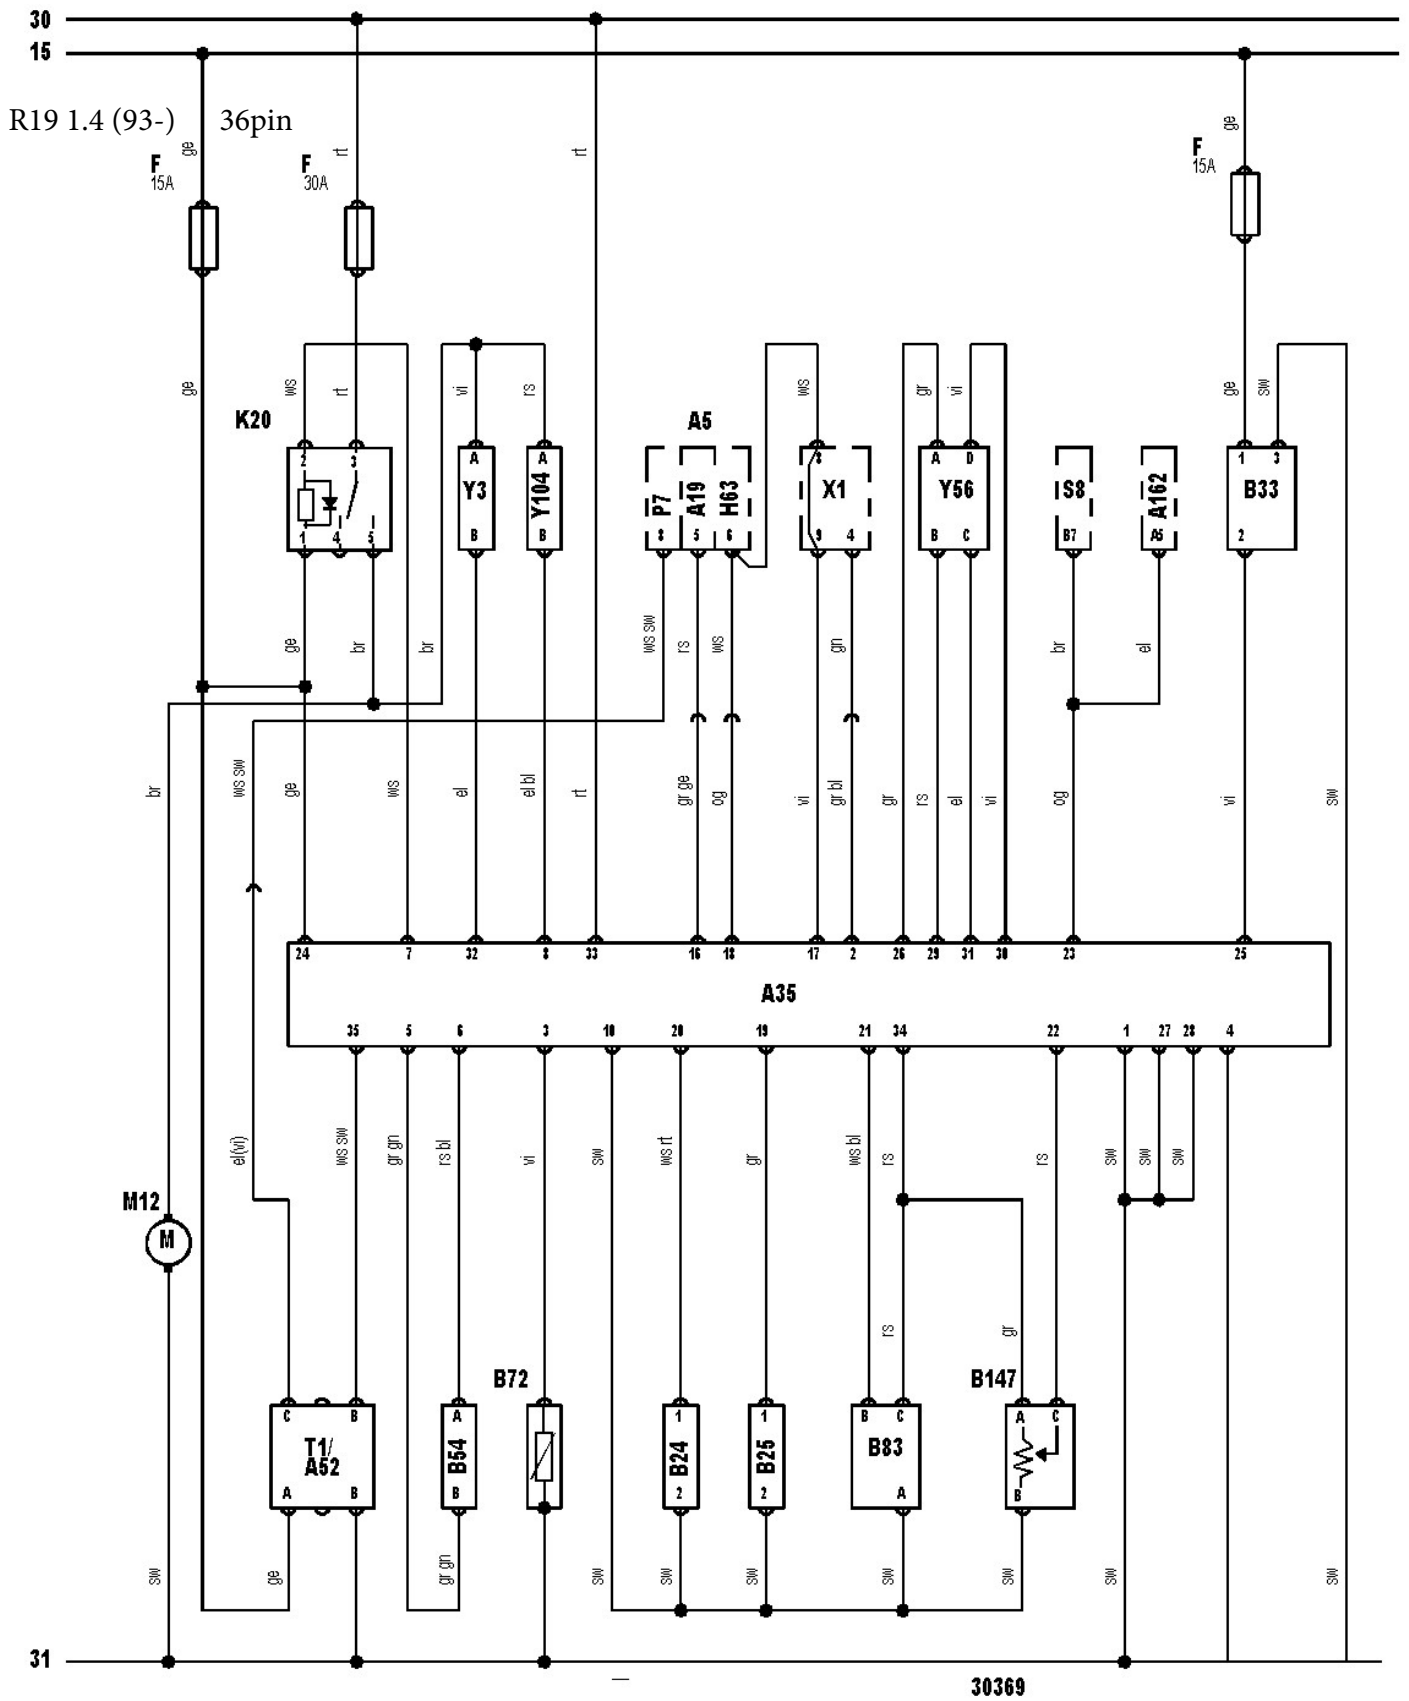 30
15
R19 1.4 (93-) 36pin
ge
F
15A
rt
F
30A
rt
ge
F
15A
ge
ws
rt
vi
rs
ws
gr
vi
ge
sw
K20
A5
2 3
1 4 5
A
Y3
B
A
Y104
B
P7
8
A19
5
H63
6
8
X1
9 4
A D
Y56
B C
S8
B7
A162
A5
1 3
B33
2
ge
br
br
ws sw
rs
ws
gn
br
el
br
ws sw
ge
ws
el
el bl
rt
gr ge
og
vi
gr bl
gr
rs
el
vi
og
vi
sw
24 7 32 8 33 16 18 17 2 26 29 31 30 23 25
A35
35 5 6 3 10 20 19 21 34 22 1 27 28 4
el(vi)
ws sw
gr gn
rs bl
vi
sw
ws rt
gr
ws bl
rs
rs
sw
sw
sw
M12
M
rs
gr
B72
B147
C B
T1/
A52
A B
A
B54
B
1
B24
2
1
B25
2
B C
B83
A
A C
B
sw
ge
gr gn
sw
sw
sw
sw
sw
sw
sw
31
30369